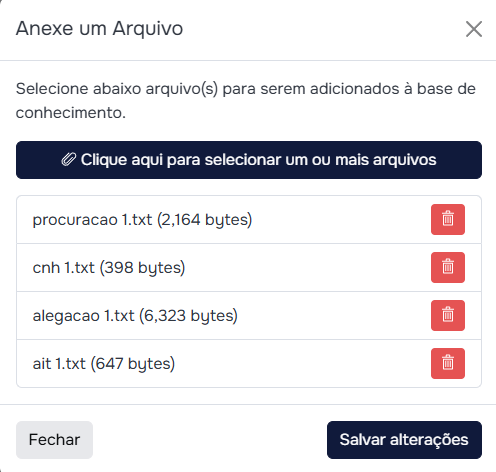 Anexe um Arquivo
Selecione abaixo arquivo(s) para serem adicionados à base de
conhecimento.
Clique aqui para selecionar um ou mais arquivos
procuracao 1.txt (2,164 bytes)
cnh 1.txt (398 bytes)
alegacao 1.txt (6,323 bytes)
ait 1.txt (647 bytes)
Fechar
Salvar alterações